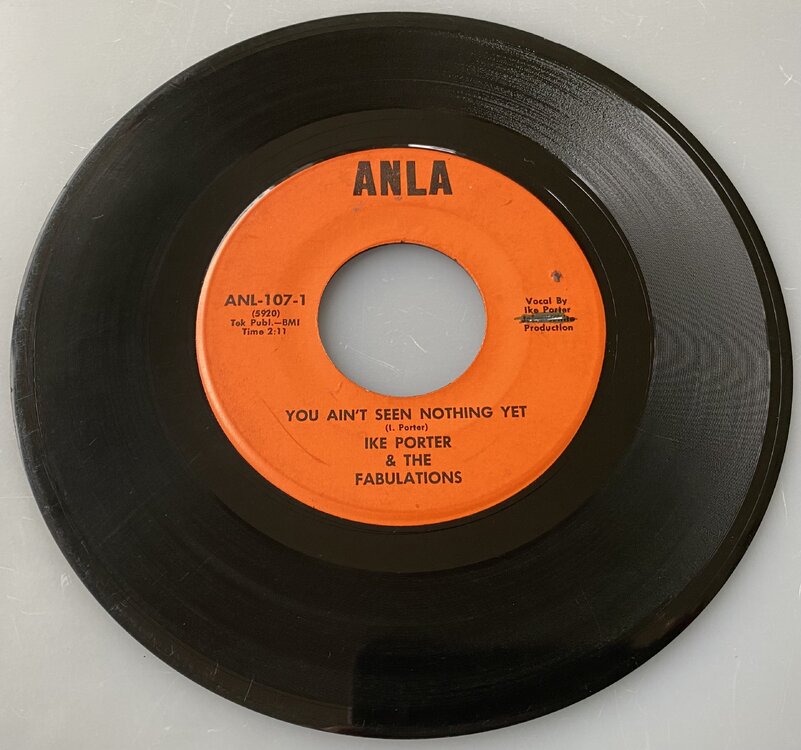 ANLA
ANL-107-1
(5920)
Tek Publ.—BMI
Time 2:11
Vocal By
Ike Porter
Production
YOU AIN'T SEEN NOTHING YET
(I. Porter)
IKE PORTER
& THE
FABULATIONS